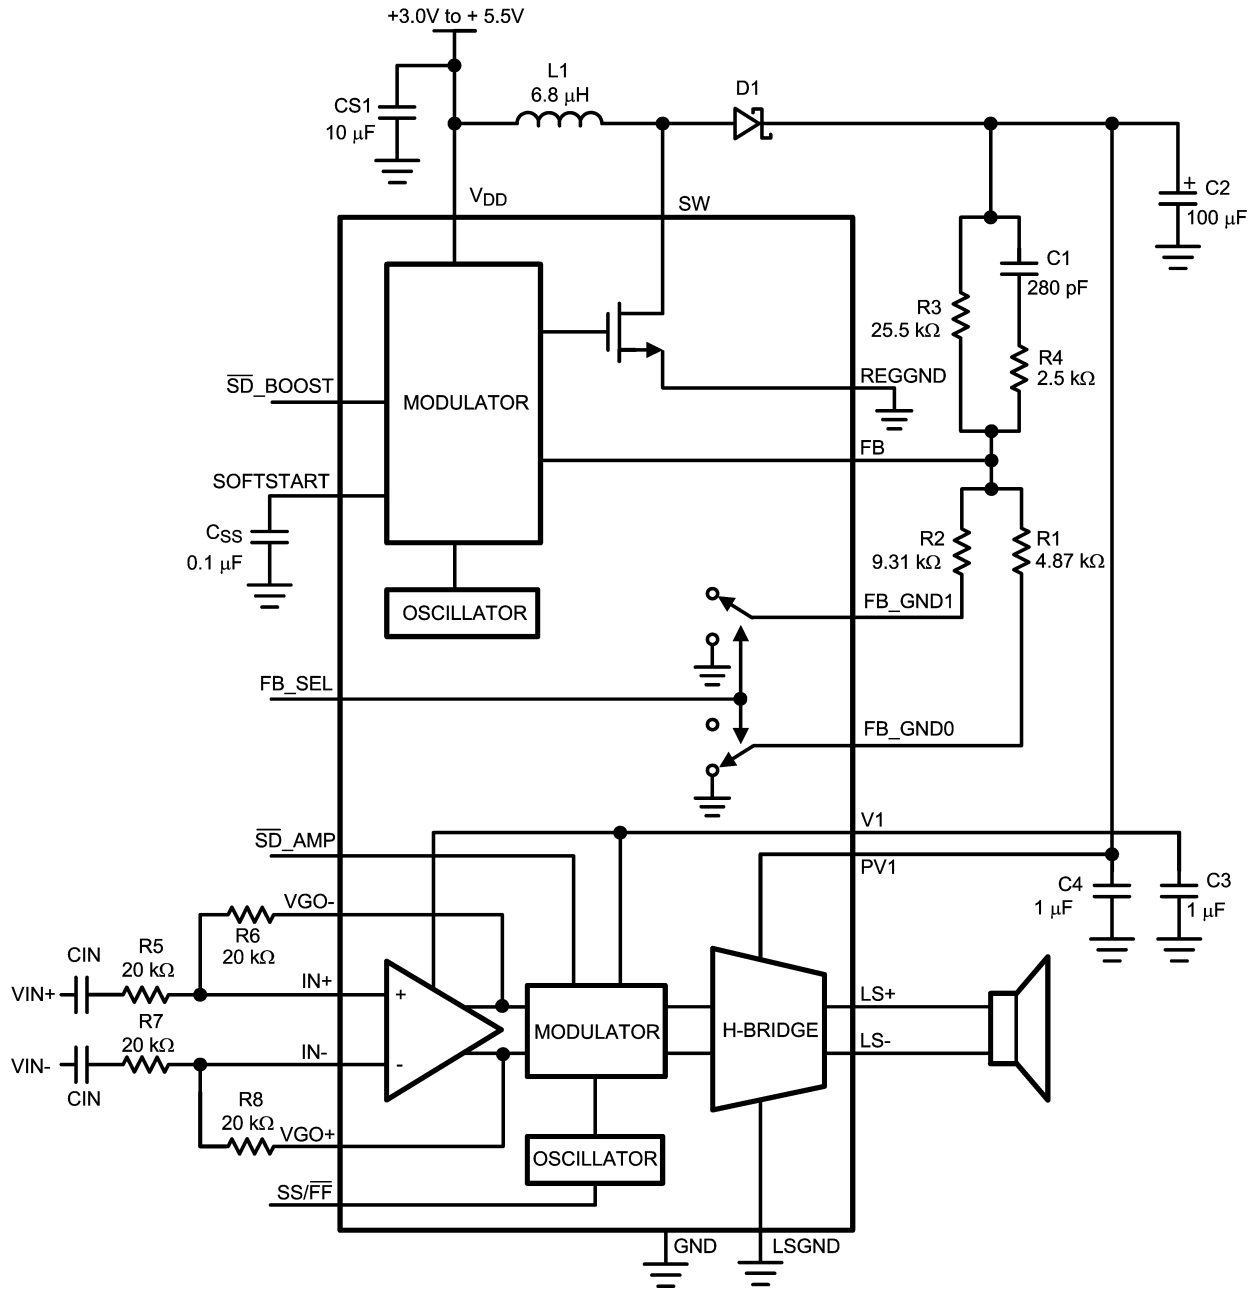 +3.0V to + 5.5V
L1
6.8 μH
D1
CS1
10 μF
VDD
SW
+
C2
100 μF
C1
280 pF
R3
25.5 kΩ
R4
2.5 kΩ
REGGND
SD_BOOST
MODULATOR
FB
SOFTSTART
CSS
0.1 μF
R2
9.31 kΩ
R1
4.87 kΩ
OSCILLATOR
FB_GND1
FB_SEL
FB_GND0
V1
SD_AMP
PV1
C4
1 μF
C3
1 μF
VGO-
R6
20 kΩ
CIN
R5
20 kΩ
VIN+
IN+
+
LS+
R7
20 kΩ
MODULATOR
H-BRIDGE
IN-
-
LS-
VIN-
CIN
R8
20 kΩ
VGO+
OSCILLATOR
SS/FF
GND
LSGND